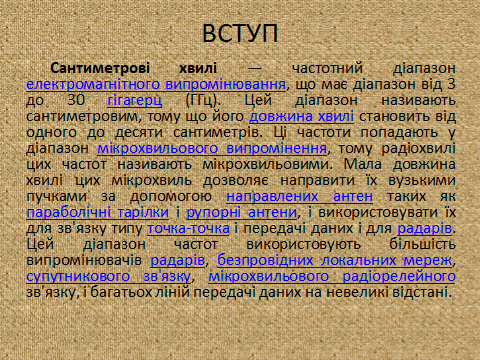 ВСТУП
Сантиметрові хвилі — частотний діапазон
електромагнітного випромінювання, що має діапазон від 3
до 30 гігагерц (ГГц). Цей діапазон називають
сантиметровим, тому що його довжина хвилі становить від
одного до десяти сантиметрів. Ці частоти попадають у
діапазон мікрохвильового випромінення, тому радіохвилі
цих частот називають мікрохвильовими. Мала довжина
хвилі цих мікрохвиль дозволяє направити їх вузькими
пучками за допомогою направлених антен таких як
параболічні тарілки і рупорні антени, і використовувати їх
для зв'язку типу точка-точка і передачі даних і для радарів.
Цей діапазон частот використовують більшість
випромінювачів радарів, безпровідних локальних мереж,
супутникового зв'язку, мікрохвильового радіорелейного
зв'язку, і багатьох ліній передачі даних на невеликі відстані.